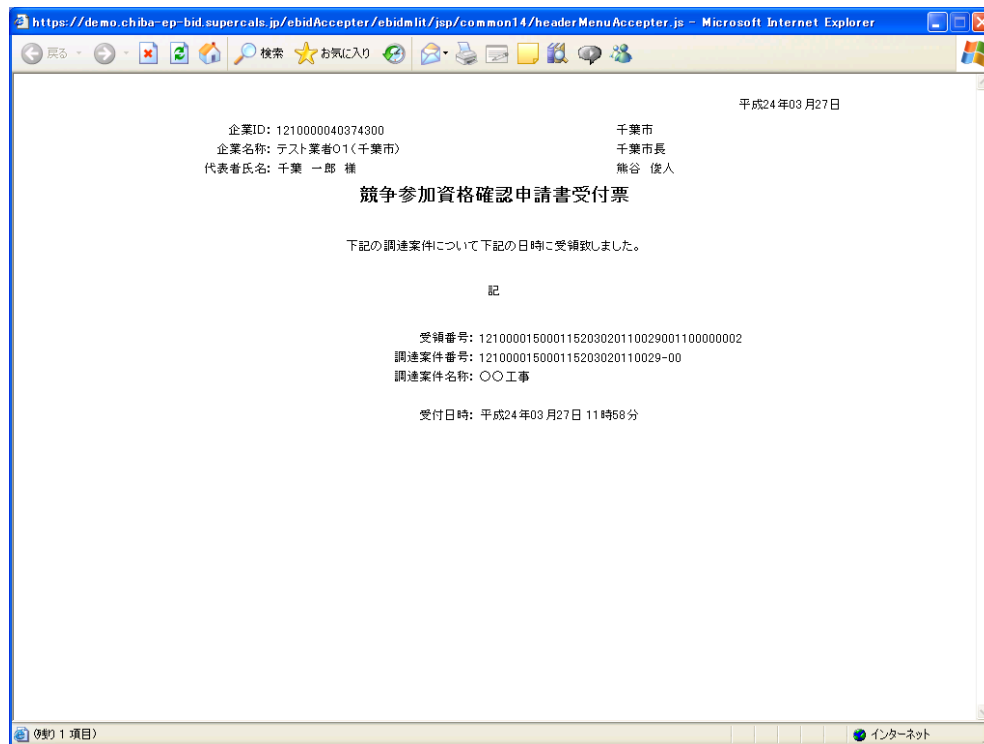 https://demo.chiba-ep-bid.supercals.jp/ebidAccepter/ebidmlit/jsp/common14/headerMenuAccepter.js - Microsoft Internet Explorer
戻る 検索 お気に入り
平成24年03月27日
企業ID: 1210000040374300 千葉市
企業名称: テスト業者01(千葉市) 千葉市長
代表者氏名: 千葉 一郎 様 熊谷 俊人
競争参加資格確認申請書受付票
下記の調達案件について下記の日時に受領致しました。
記
受領番号: 121000015000115203020110029001100000002
調達案件番号: 121000015000115203020110029-00
調達案件名称: 〇〇工事
受付日時: 平成24年03月27日 11時58分
(残り 1 項目) インターネット